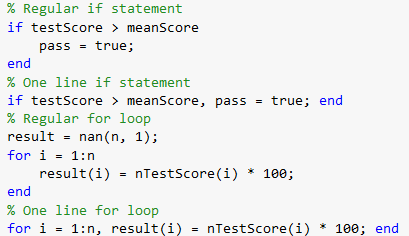 % Regular if statement
if testScore > meanScore
    pass = true;
end
% One line if statement
if testScore > meanScore, pass = true; end
% Regular for loop
result = nan(n, 1);
for i = 1:n
    result(i) = nTestScore(i) * 100;
end
% One line for loop
for i = 1:n, result(i) = nTestScore(i) * 100; end